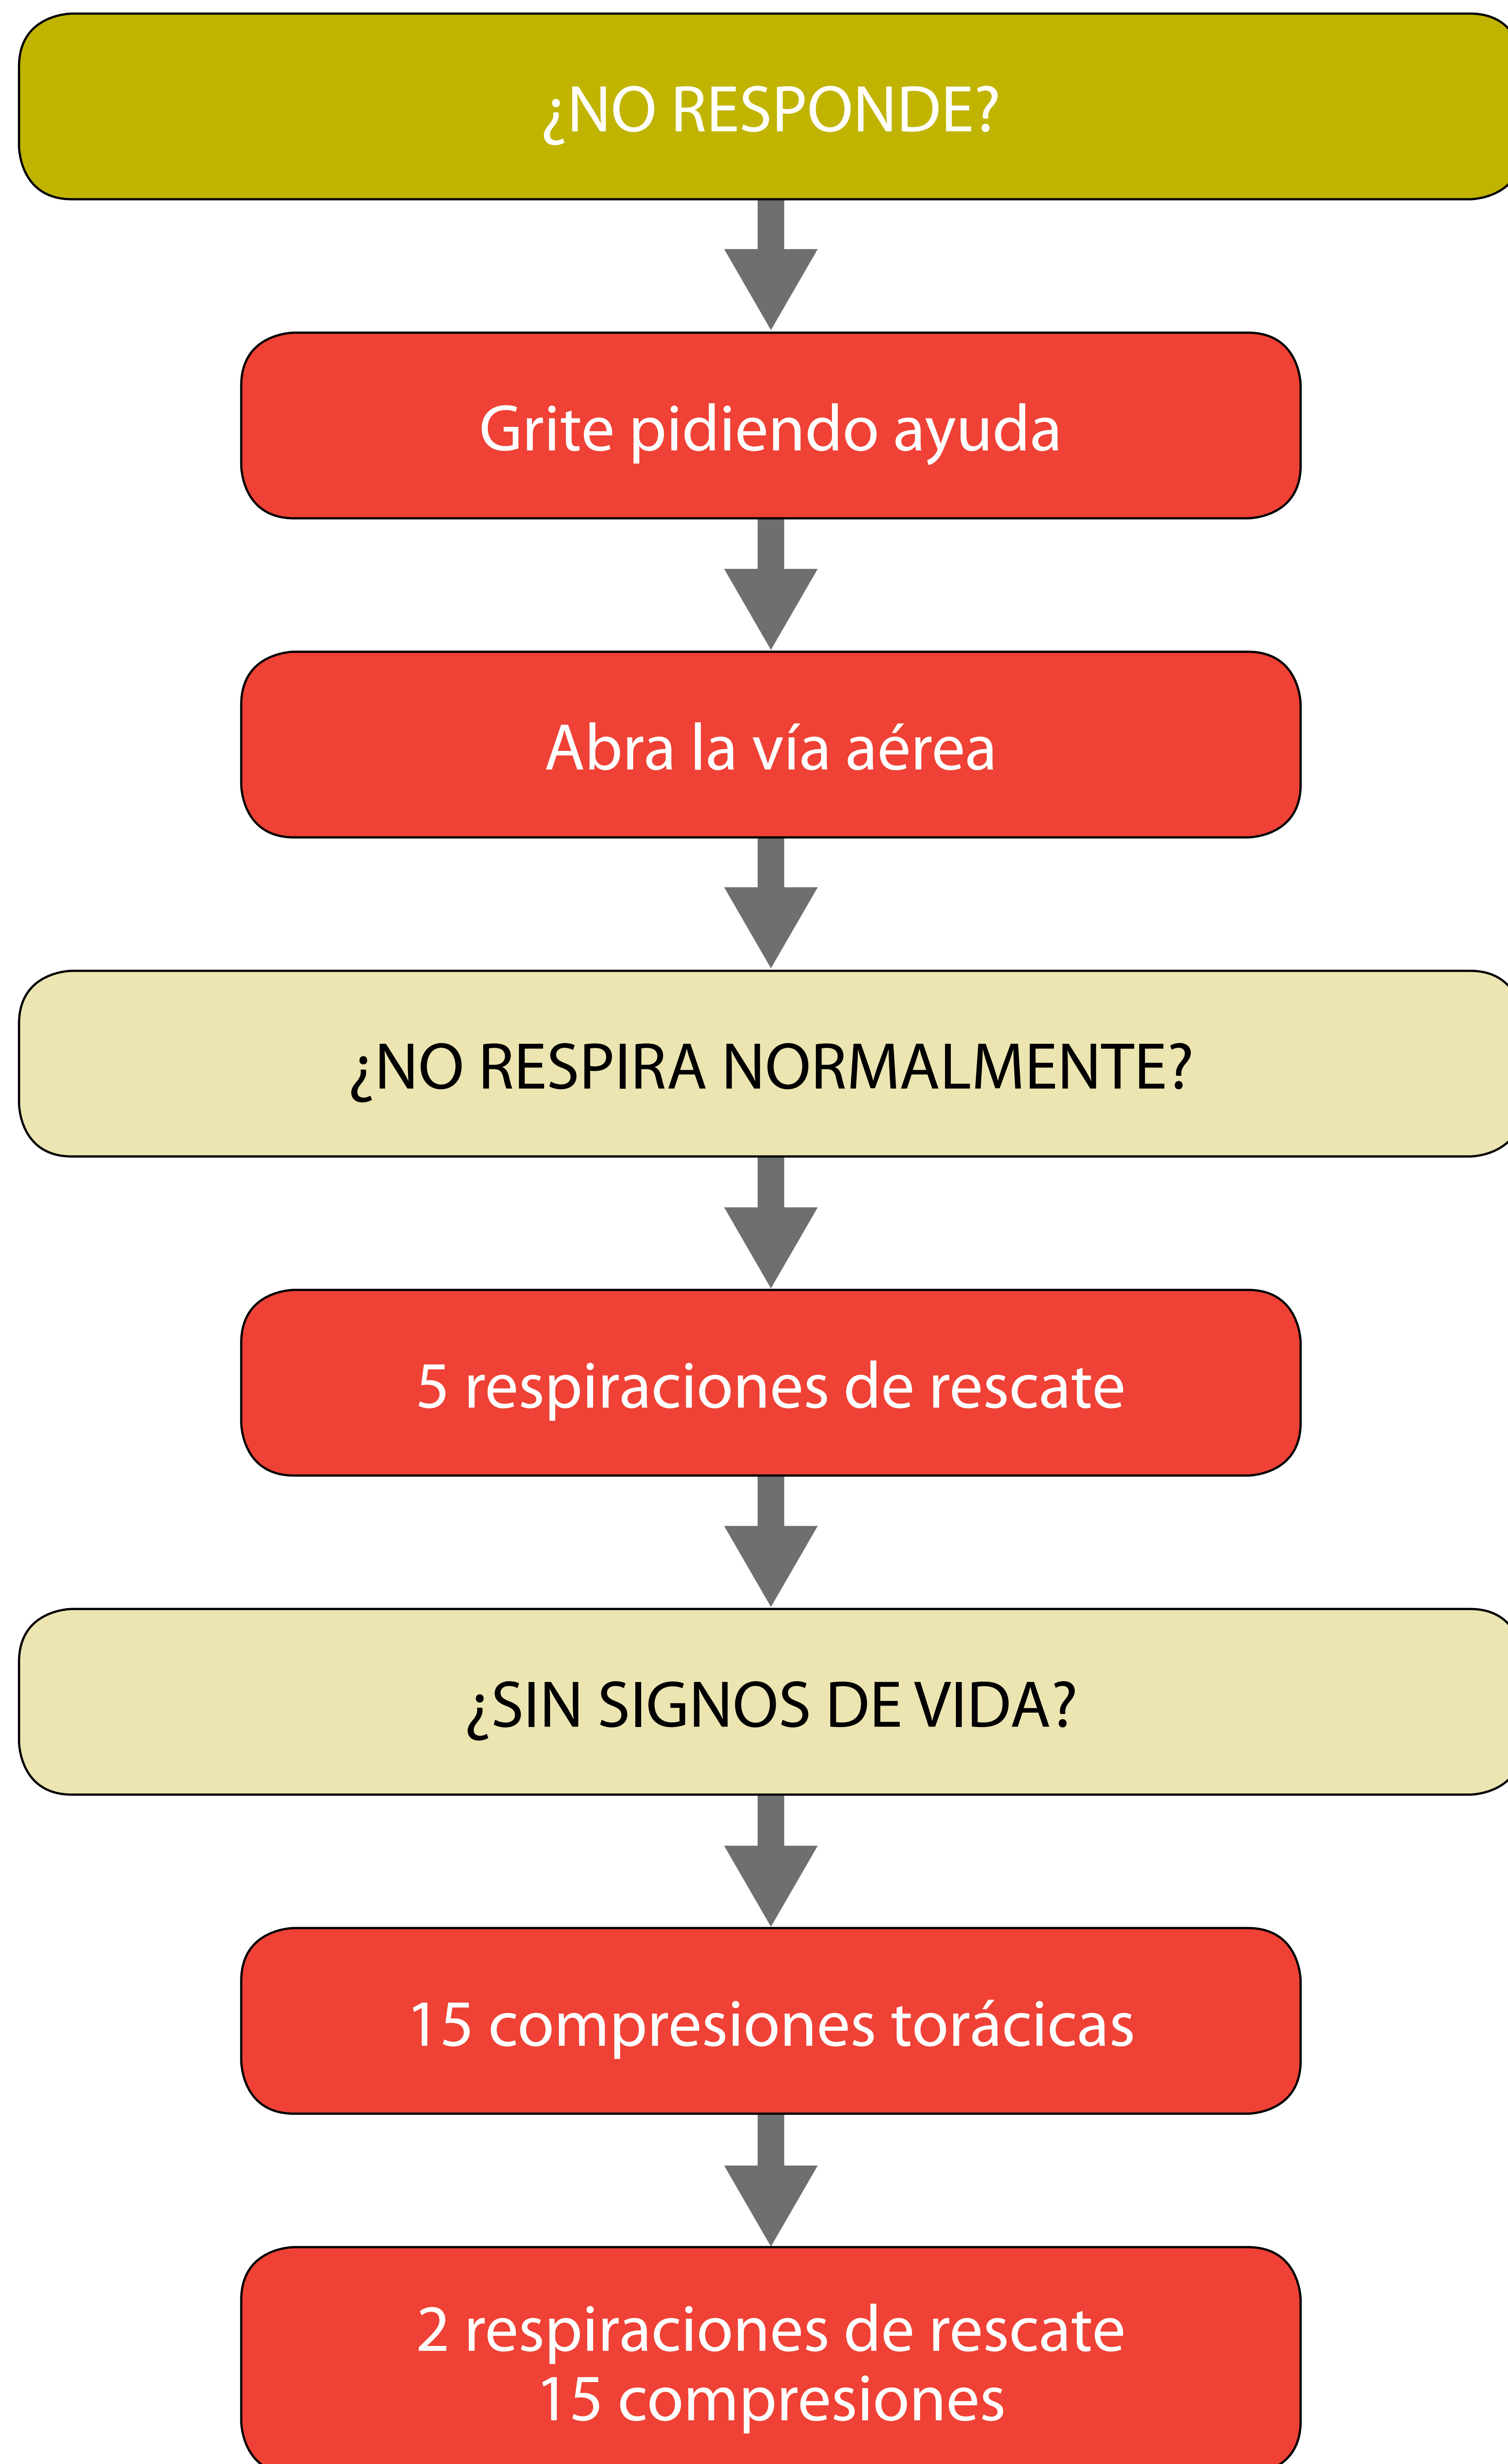 ¿NO RESPONDE?
Grite pidiendo ayuda
Abra la vía aérea
¿NO RESPIRA NORMALMENTE?
5 respiraciones de rescate
¿SIN SIGNOS DE VIDA?
15 compresiones torácicas
2 respiraciones de rescate
15 compresiones